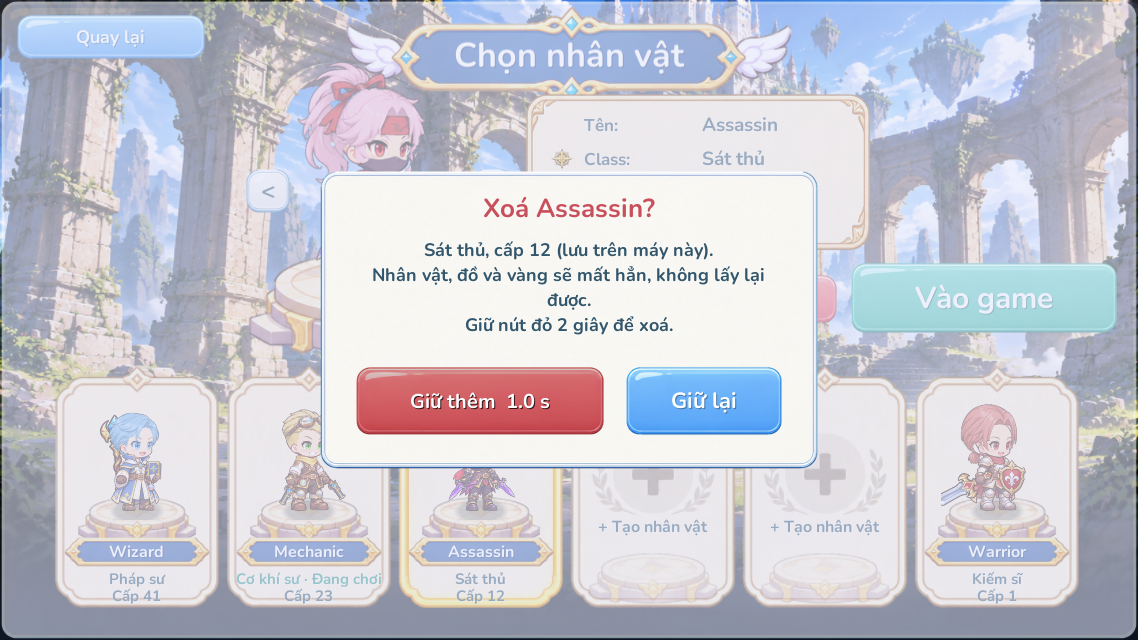 Quay lại
Chọn nhân vật
Tên: Assassin
Class: Sát thủ
<
Xoá Assassin?
Sát thủ, cấp 12 (lưu trên máy này).
Nhân vật, đồ và vàng sẽ mất hẳn, không lấy lại
được.
Giữ nút đỏ 2 giây để xoá.
Giữ thêm 1.0 s
Giữ lại
Vào game
Wizard
Pháp sư
Cấp 41
Mechanic
Cơ khí sư · Đang chơi
Cấp 23
Assassin
Sát thủ
Cấp 12
+ Tạo nhân vật
+ Tạo nhân vật
Warrior
Kiếm sĩ
Cấp 1